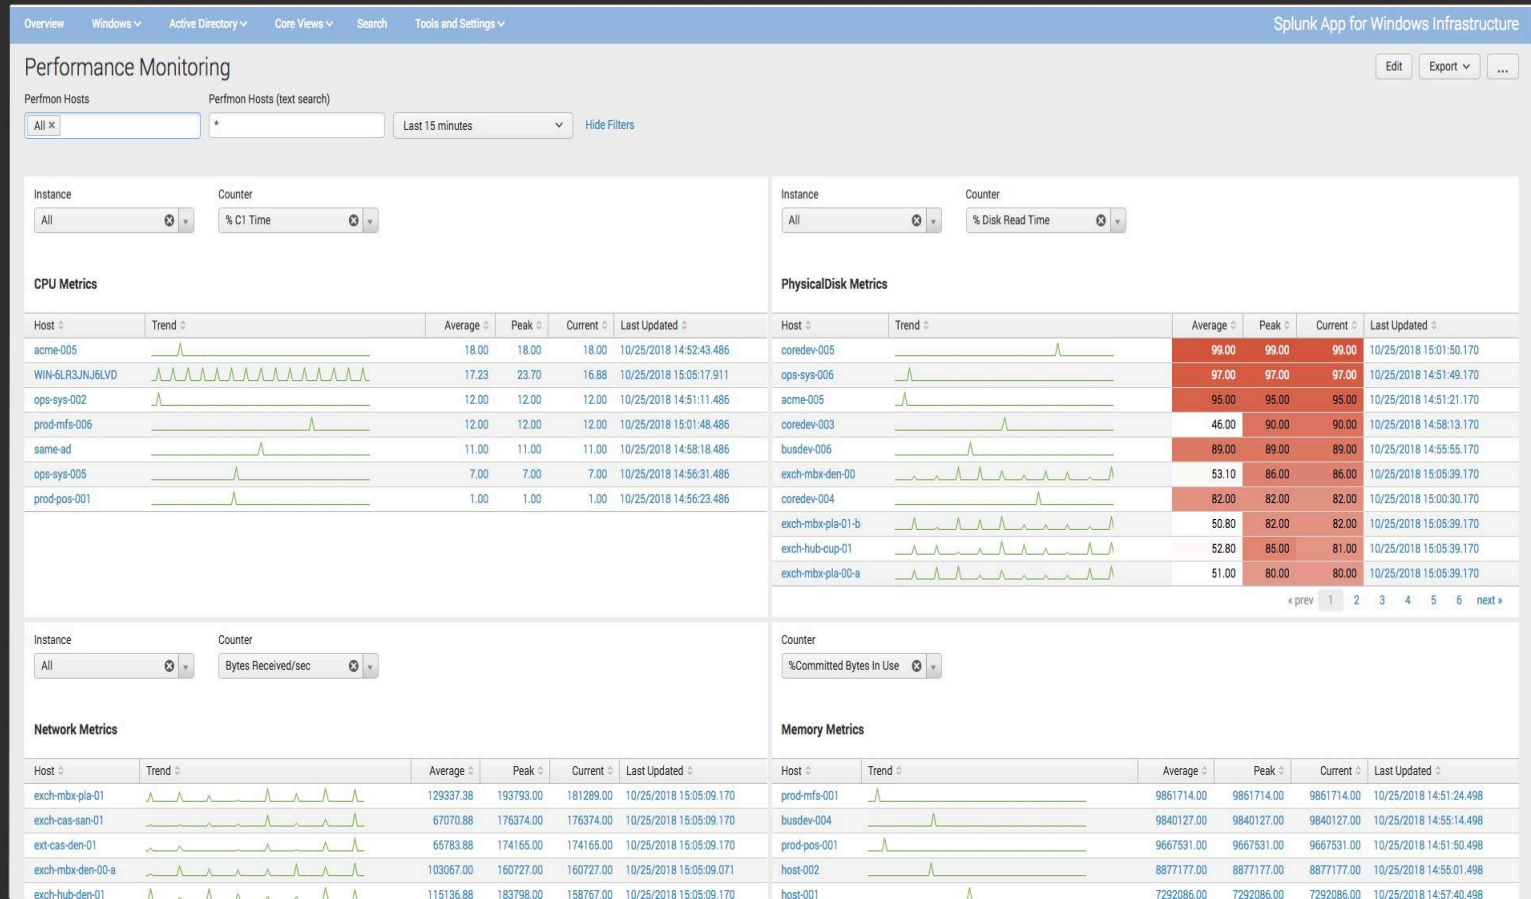 Overview Windows Active Directory Core Views Search Tools and Settings Splunk App for Windows Infrastructure
Performance Monitoring Edit Export ...
Perfmon Hosts Perfmon Hosts (text search)
All × * Last 15 minutes Hide Filters
Instance Counter
All % C1 Time
CPU Metrics
Host Trend Average Peak Current Last Updated
acme-005 18.00 18.00 18.00 10/25/2018 14:52:43.486
WIN-6LR3JNJ6LVD 17.23 23.70 16.88 10/25/2018 15:05:17.911
ops-sys-002 12.00 12.00 12.00 10/25/2018 14:51:11.486
prod-mfs-006 12.00 12.00 12.00 10/25/2018 15:01:48.486
same-ad 11.00 11.00 11.00 10/25/2018 14:58:18.486
ops-sys-005 7.00 7.00 7.00 10/25/2018 14:56:31.486
prod-pos-001 1.00 1.00 1.00 10/25/2018 14:56:23.486
Instance Counter
All % Disk Read Time
PhysicalDisk Metrics
Host Trend Average Peak Current Last Updated
coredev-005 99.00 99.00 99.00 10/25/2018 15:01:50.170
ops-sys-006 97.00 97.00 97.00 10/25/2018 14:51:49.170
acme-005 95.00 95.00 95.00 10/25/2018 14:51:21.170
coredev-003 46.00 90.00 90.00 10/25/2018 14:58:13.170
busdev-006 89.00 89.00 89.00 10/25/2018 14:55:55.170
exch-mbx-den-00 53.10 86.00 86.00 10/25/2018 15:05:39.170
coredev-004 82.00 82.00 82.00 10/25/2018 15:00:30.170
exch-mbx-pla-01-b 50.80 82.00 82.00 10/25/2018 15:05:39.170
exch-hub-cup-01 52.80 85.00 81.00 10/25/2018 15:05:39.170
exch-mbx-pla-00-a 51.00 80.00 80.00 10/25/2018 15:05:39.170
« prev 1 2 3 4 5 6 next »
Instance Counter
All Bytes Received/sec
Network Metrics
Host Trend Average Peak Current Last Updated
exch-mbx-pla-01 129337.38 193793.00 181289.00 10/25/2018 15:05:09.170
exch-cas-san-01 67070.88 176374.00 176374.00 10/25/2018 15:05:09.170
ext-cas-den-01 65783.88 174165.00 174165.00 10/25/2018 15:05:09.170
exch-mbx-den-00-a 103067.00 160727.00 160727.00 10/25/2018 15:05:09.071
exch-hub-den-01 115136.88 183798.00 158767.00 10/25/2018 15:05:09.170
Counter
%Committed Bytes In Use
Memory Metrics
Host Trend Average Peak Current Last Updated
prod-mfs-001 9861714.00 9861714.00 9861714.00 10/25/2018 14:51:24.498
busdev-004 9840127.00 9840127.00 9840127.00 10/25/2018 14:55:14.498
prod-pos-001 9667531.00 9667531.00 9667531.00 10/25/2018 14:51:50.498
host-002 8877177.00 8877177.00 8877177.00 10/25/2018 14:55:01.498
host-001 7292086.00 7292086.00 7292086.00 10/25/2018 14:57:40.498